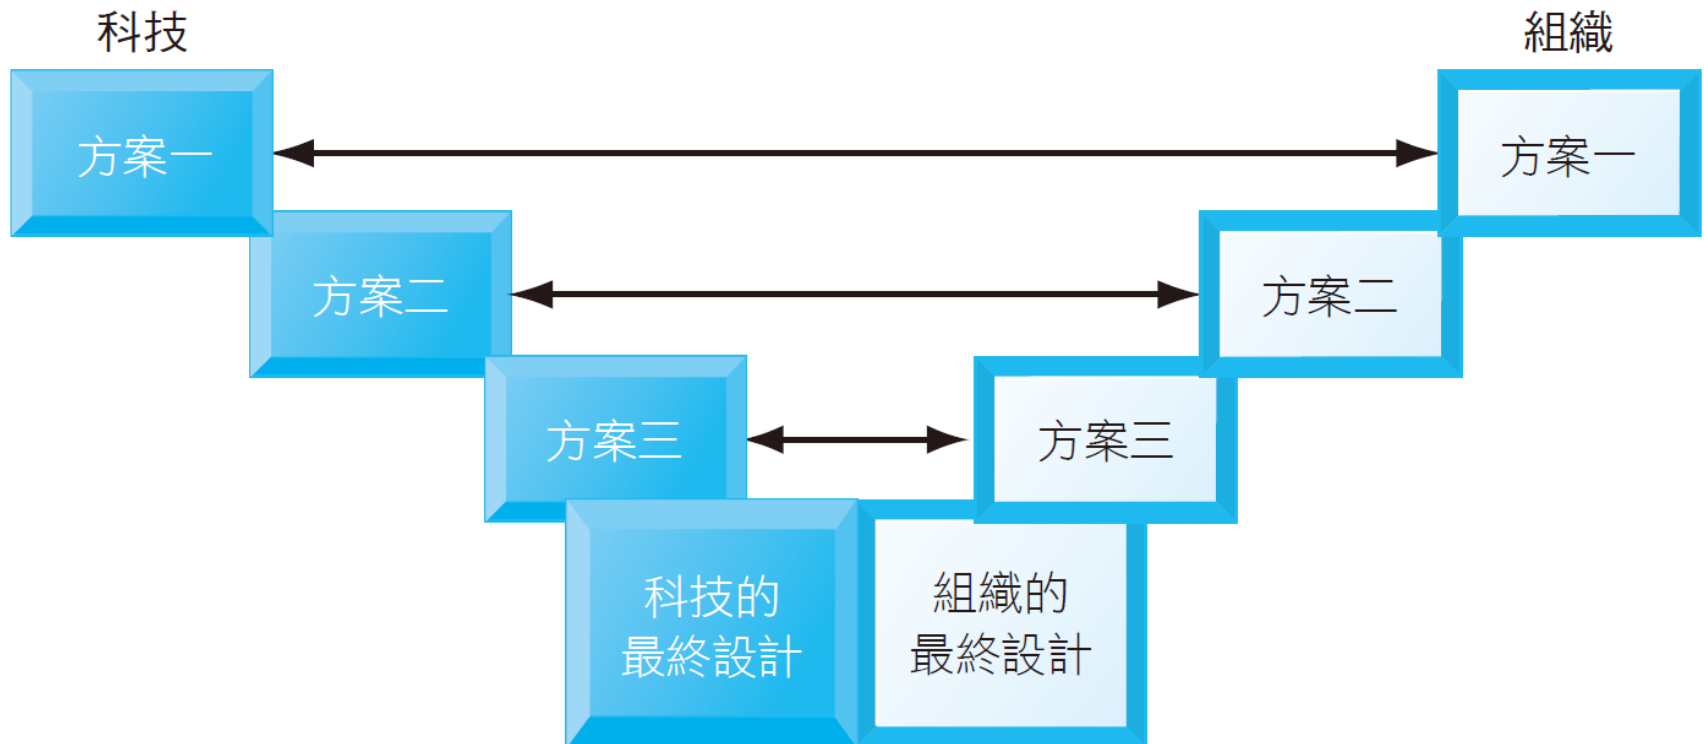 科技
組織
方案一
方案一
方案二
方案二
方案三
方案三
科技的
最終設計
組織的
最終設計